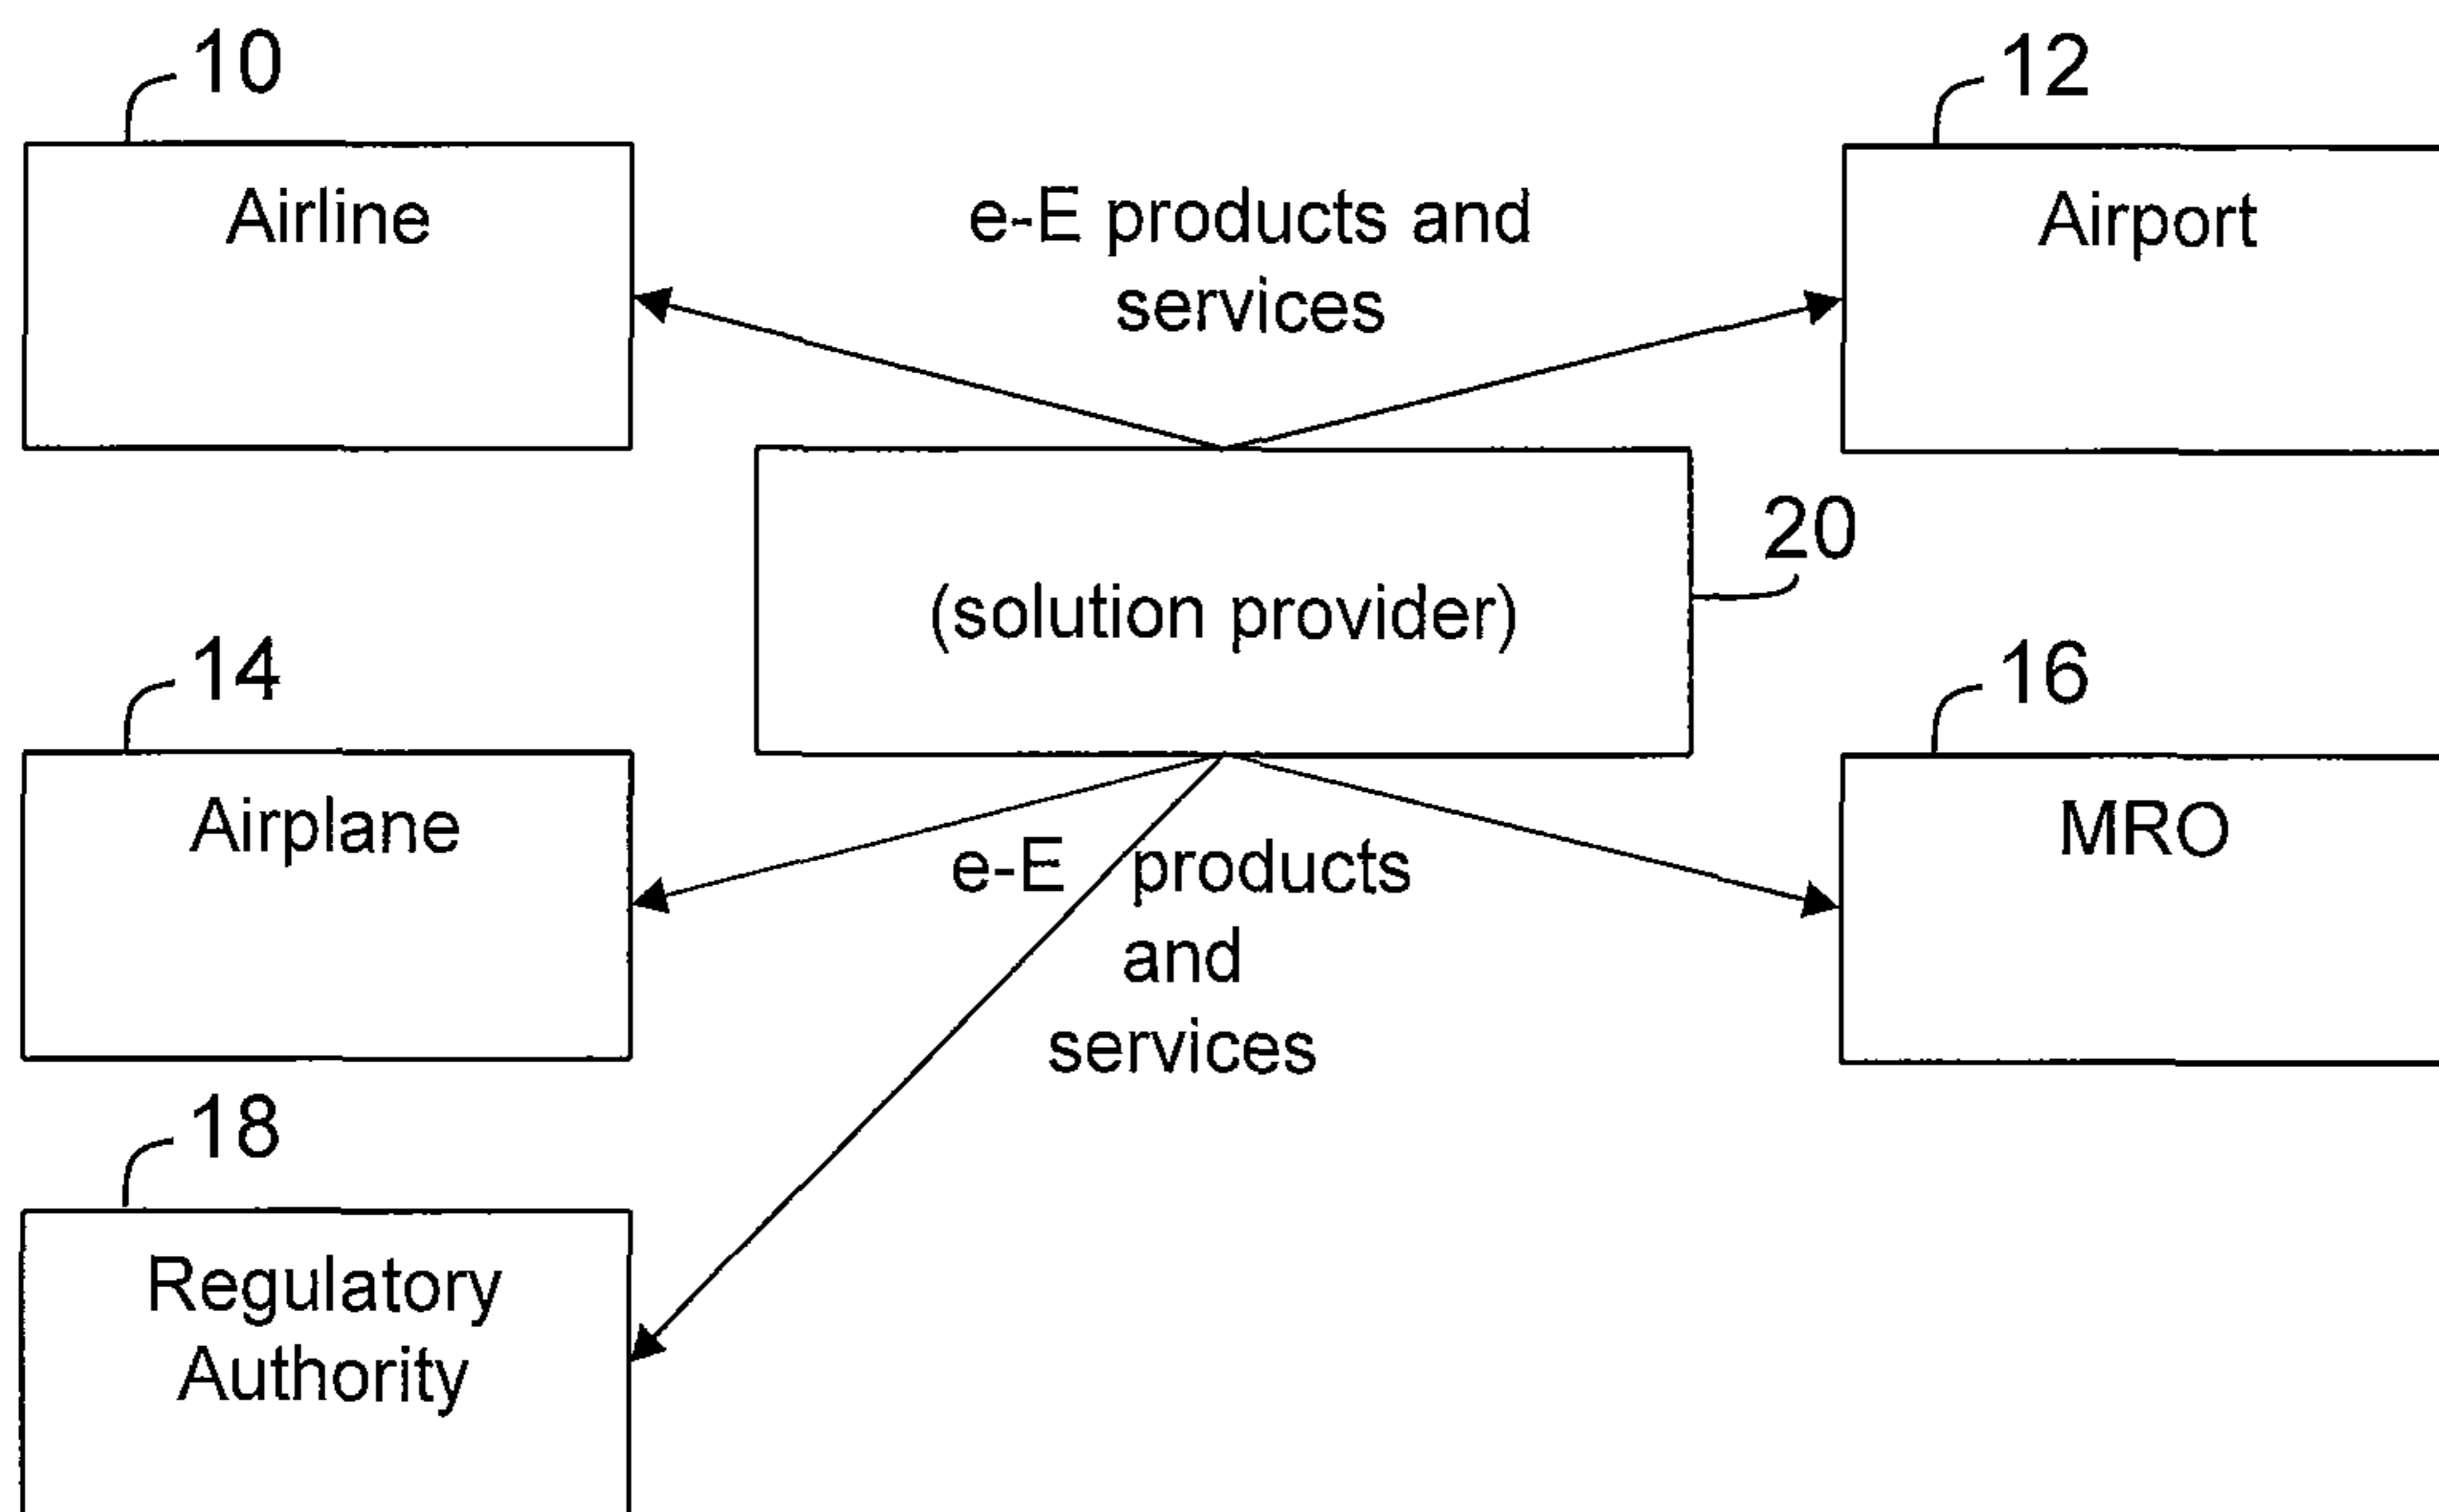 10
12
Airline
e-E products and
services
Airport
20
(solution provider)
14
16
Airplane
e-E products
and
services
MRO
18
Regulatory
Authority